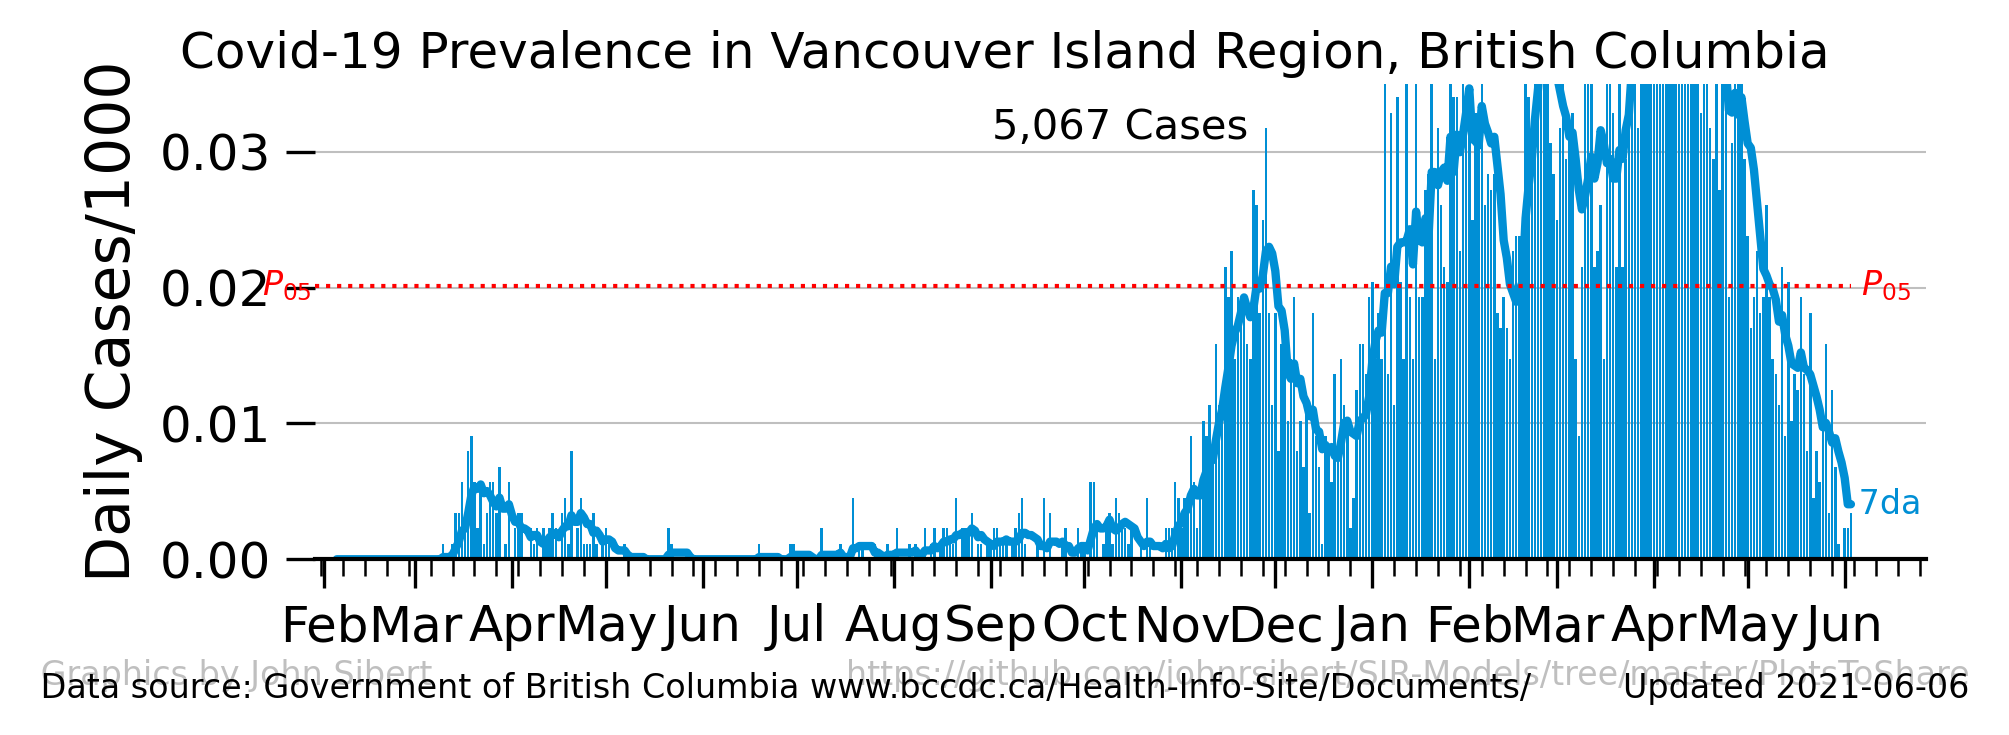 Covid-19 Prevalence in Vancouver Island Region, British Columbia
Daily Cases/1000
5,067 Cases
0.03
0.02
0.01
0.00
P05
P05
7da
Feb Mar Apr May Jun Jul Aug Sep Oct Nov Dec Jan Feb Mar Apr May Jun
Graphics by John Sibert https://github.com/johnrsibert/SIR-Models/tree/master/PlotsToShare
Data source: Government of British Columbia www.bccdc.ca/Health-Info-Site/Documents/ Updated 2021-06-06